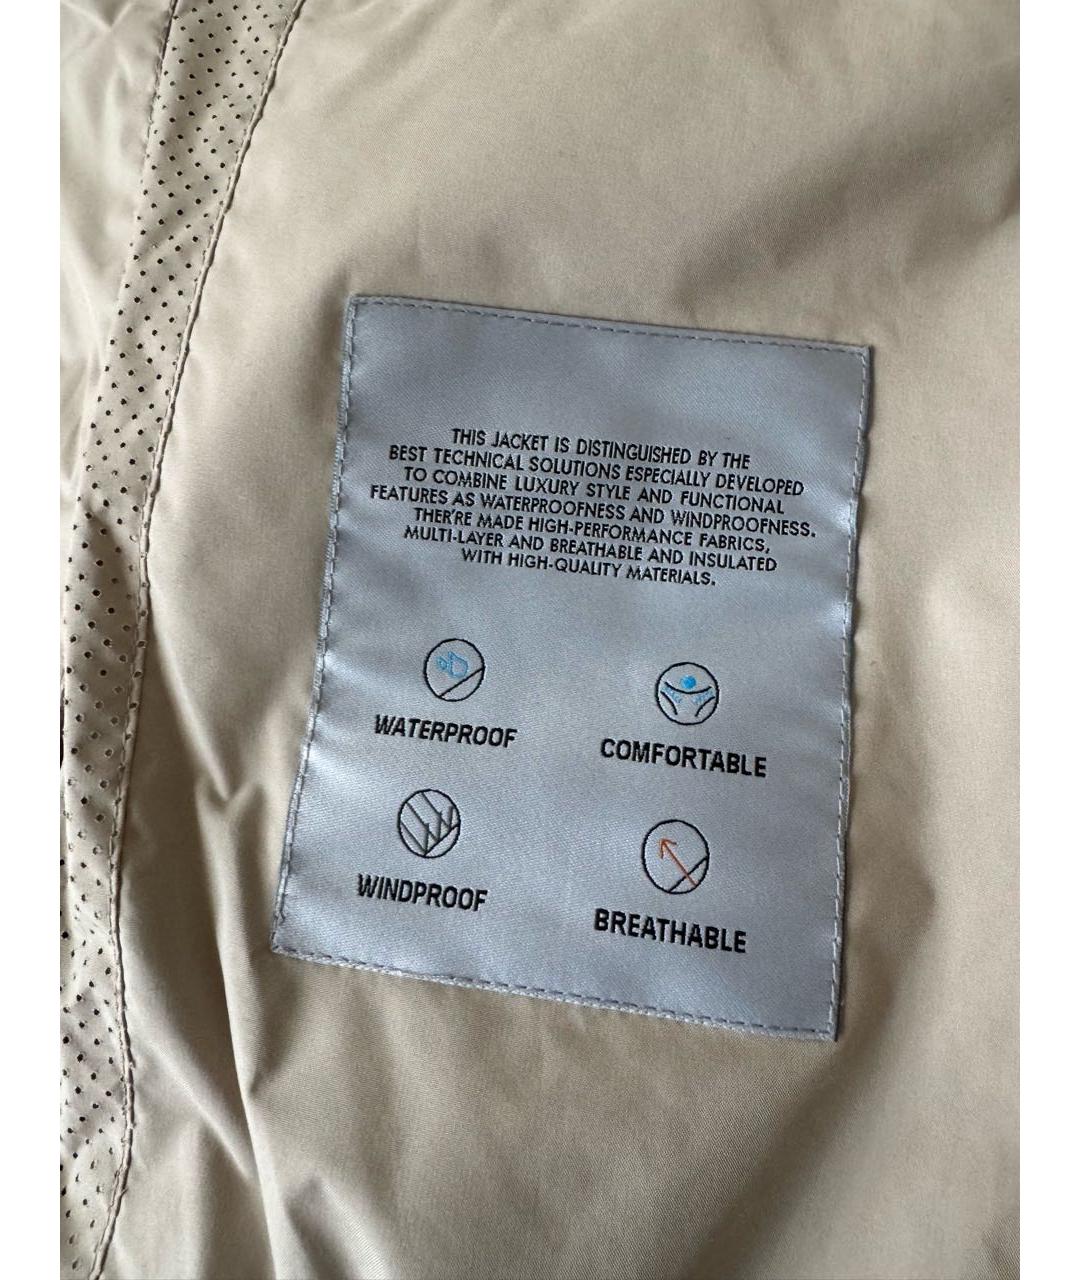 THIS JACKET IS DISTINGUISHED BY THE
BEST TECHNICAL SOLUTIONS ESPECIALLY DEVELOPED
TO COMBINE LUXURY STYLE AND FUNCTIONAL
FEATURES AS WATERPROOFNESS AND WINDPROOFNESS.
THER'RE MADE HIGH-PERFORMANCE FABRICS,
MULTI-LAYER AND BREATHABLE AND INSULATED
WITH HIGH-QUALITY MATERIALS.
WATERPROOF
COMFORTABLE
WINDPROOF
BREATHABLE